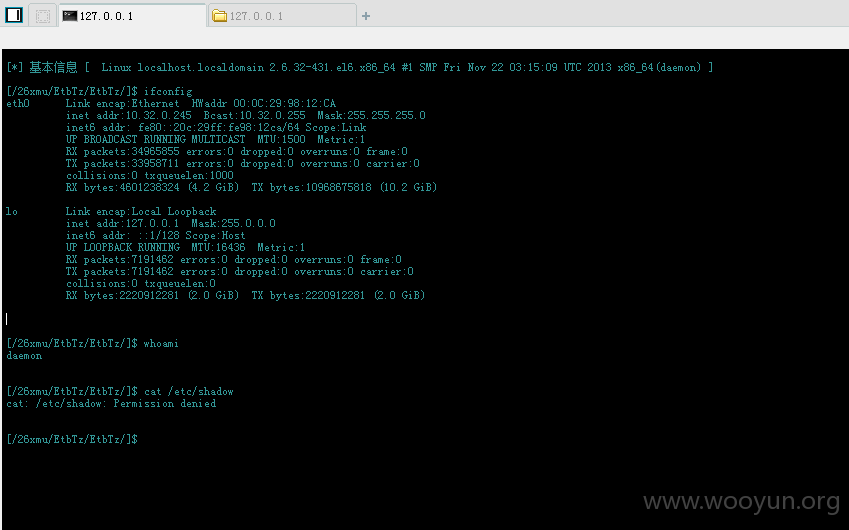 127.0.0.1
127.0.0.1
[*] 基本信息 [  Linux localhost.localdomain 2.6.32-431.el6.x86_64 #1 SMP Fri Nov 22 03:15:09 UTC 2013 x86_64(daemon) ]
[/26xmu/EtbTz/EtbTz/]$ ifconfig
eth0      Link encap:Ethernet  HWaddr 00:0C:29:98:12:CA
inet addr:10.32.0.245  Bcast:10.32.0.255  Mask:255.255.255.0
inet6 addr: fe80::20c:29ff:fe98:12ca/64 Scope:Link
UP BROADCAST RUNNING MULTICAST  MTU:1500  Metric:1
RX packets:34965855 errors:0 dropped:0 overruns:0 frame:0
TX packets:33958711 errors:0 dropped:0 overruns:0 carrier:0
collisions:0 txqueuelen:1000
RX bytes:4601238324 (4.2 GiB)  TX bytes:10968675818 (10.2 GiB)
lo        Link encap:Local Loopback
inet addr:127.0.0.1  Mask:255.0.0.0
inet6 addr: ::1/128 Scope:Host
UP LOOPBACK RUNNING  MTU:16436  Metric:1
RX packets:7191462 errors:0 dropped:0 overruns:0 frame:0
TX packets:7191462 errors:0 dropped:0 overruns:0 carrier:0
collisions:0 txqueuelen:0
RX bytes:2220912281 (2.0 GiB)  TX bytes:2220912281 (2.0 GiB)
[/26xmu/EtbTz/EtbTz/]$ whoami
daemon
[/26xmu/EtbTz/EtbTz/]$ cat /etc/shadow
cat: /etc/shadow: Permission denied
[/26xmu/EtbTz/EtbTz/]$
www.wooyun.org